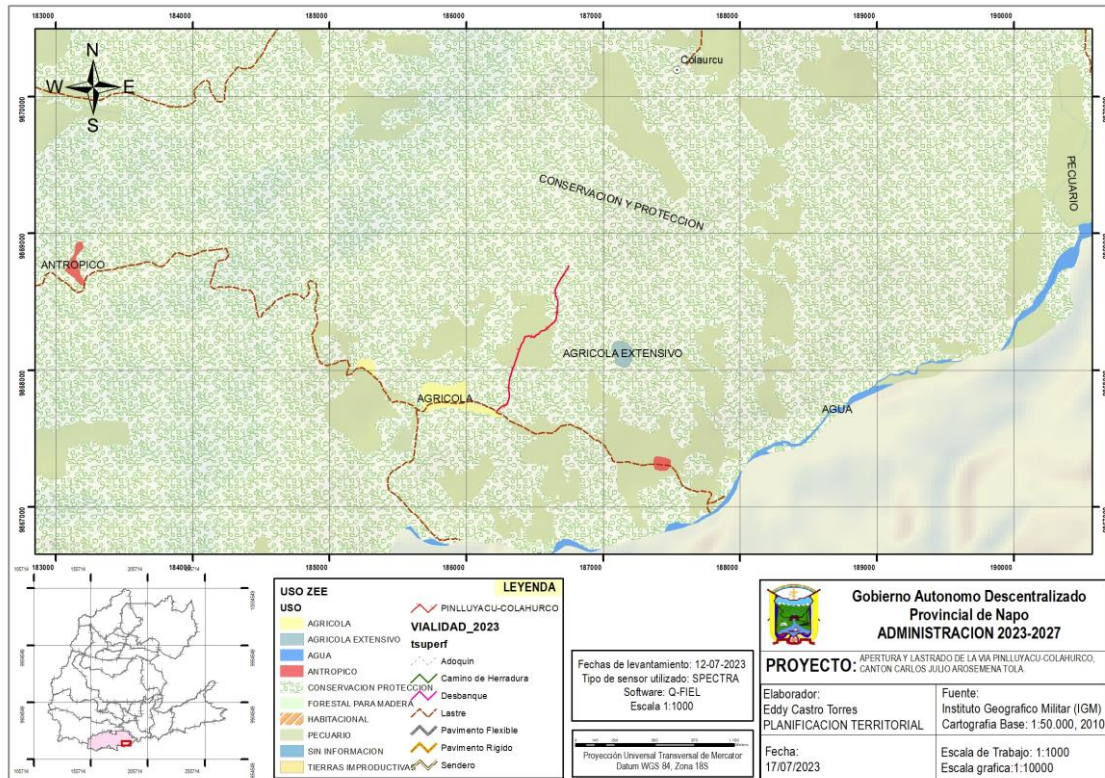 183000 184000 185000 186000 187000 188000 189000 190000
N
W E
S
Colaurcu
9870000
CONSERVACION Y PROTECCION
PECUARIO
9869000
ANTROPICO
AGRICOLA EXTENSIVO
9868000
AGRICOLA
AGUA
9867000
183000 184000
LEYENDA
USO ZEE
USO
AGRICOLA
AGRICOLA EXTENSIVO
AGUA
ANTROPICO
CONSERVACION PROTECCION
FORESTAL PARA MADERA
HABITACIONAL
PECUARIO
SIN INFORMACION
TIERRAS IMPRODUCTIVAS
PINLLUYACU-COLAHURCO
VIALIDAD_2023
tsuperf
Adoquin
Camino de Herradura
Desbanque
Lastre
Pavimento Flexible
Pavimento Rigido
Sendero
Fechas de levantamiento: 12-07-2023
Tipo de sensor utilizado: SPECTRA
Software: Q-FIEL
Escala 1:1000
Proyección Universal Transversal de Mercator
Datum WGS 84, Zona 18S
Gobierno Autonomo Descentralizado
Provincial de Napo
ADMINISTRACION 2023-2027
PROYECTO: APERTURA Y LASTRADO DE LA VIA PINLLUYACU-COLAHURCO,
CANTON CARLOS JULIO AROSEMENA TOLA.
Elaborador:
Eddy Castro Torres
PLANIFICACION TERRITORIAL
Fuente:
Instituto Geografico Militar (IGM)
Cartografia Base: 1:50.000, 2010
Fecha:
17/07/2023
Escala de Trabajo: 1:1000
Escala grafica:1:10000